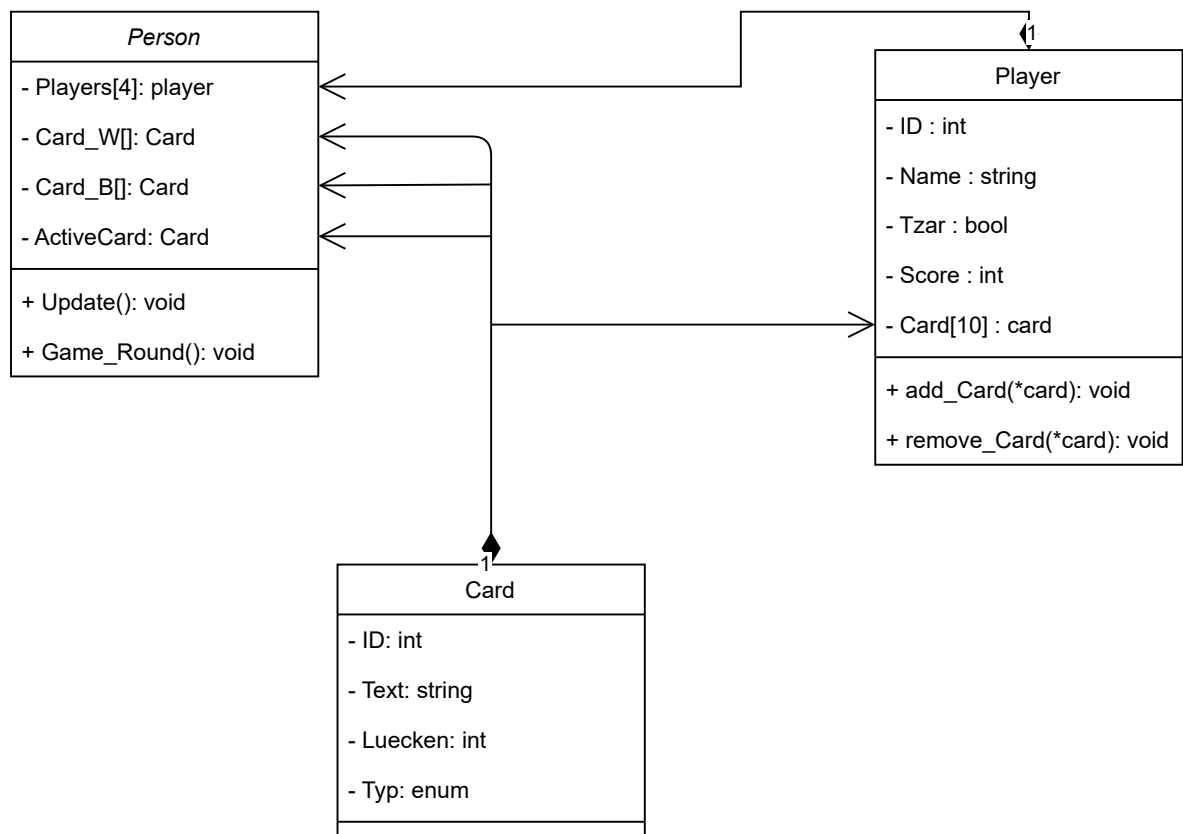 Person
- Players[4]: player
- Card_W[]: Card
- Card_B[]: Card
- ActiveCard: Card
+ Update(): void
+ Game_Round(): void
1
Player
- ID : int
- Name : string
- Tzar : bool
- Score : int
- Card[10] : card
+ add_Card(*card): void
+ remove_Card(*card): void
1
Card
- ID: int
- Text: string
- Luecken: int
- Typ: enum